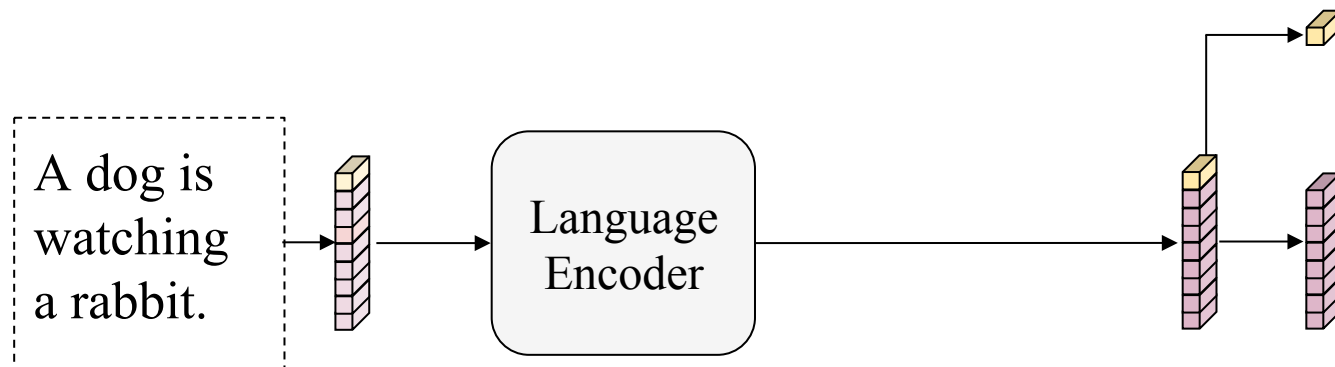 A dog is
watching
a rabbit.
Language
Encoder